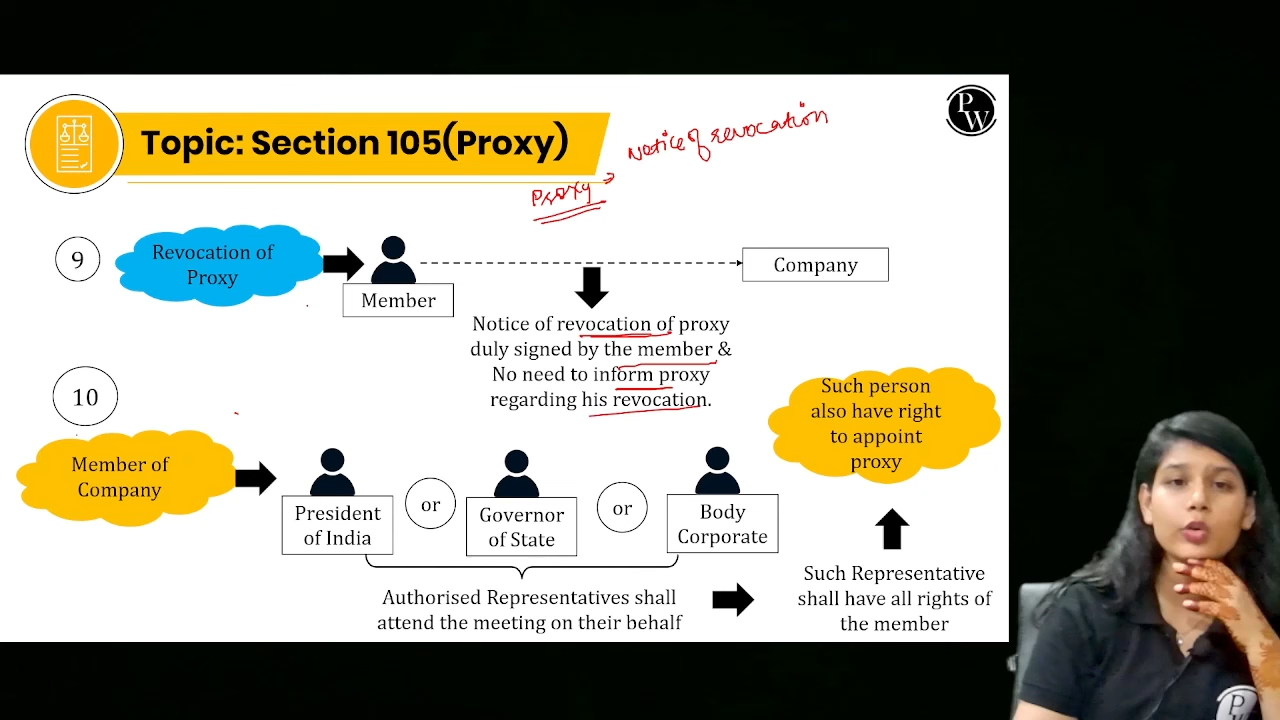 Topic: Section 105(Proxy)
Proxy → Notice of revocation
P
W
9
Revocation of
Proxy
Member
Company
Notice of revocation of proxy
duly signed by the member &
No need to inform proxy
regarding his revocation.
10
Member of
Company
President
of India
or
Governor
of State
or
Body
Corporate
Authorised Representatives shall
attend the meeting on their behalf
Such Representative
shall have all rights of
the member
Such person
also have right
to appoint
proxy
P
W